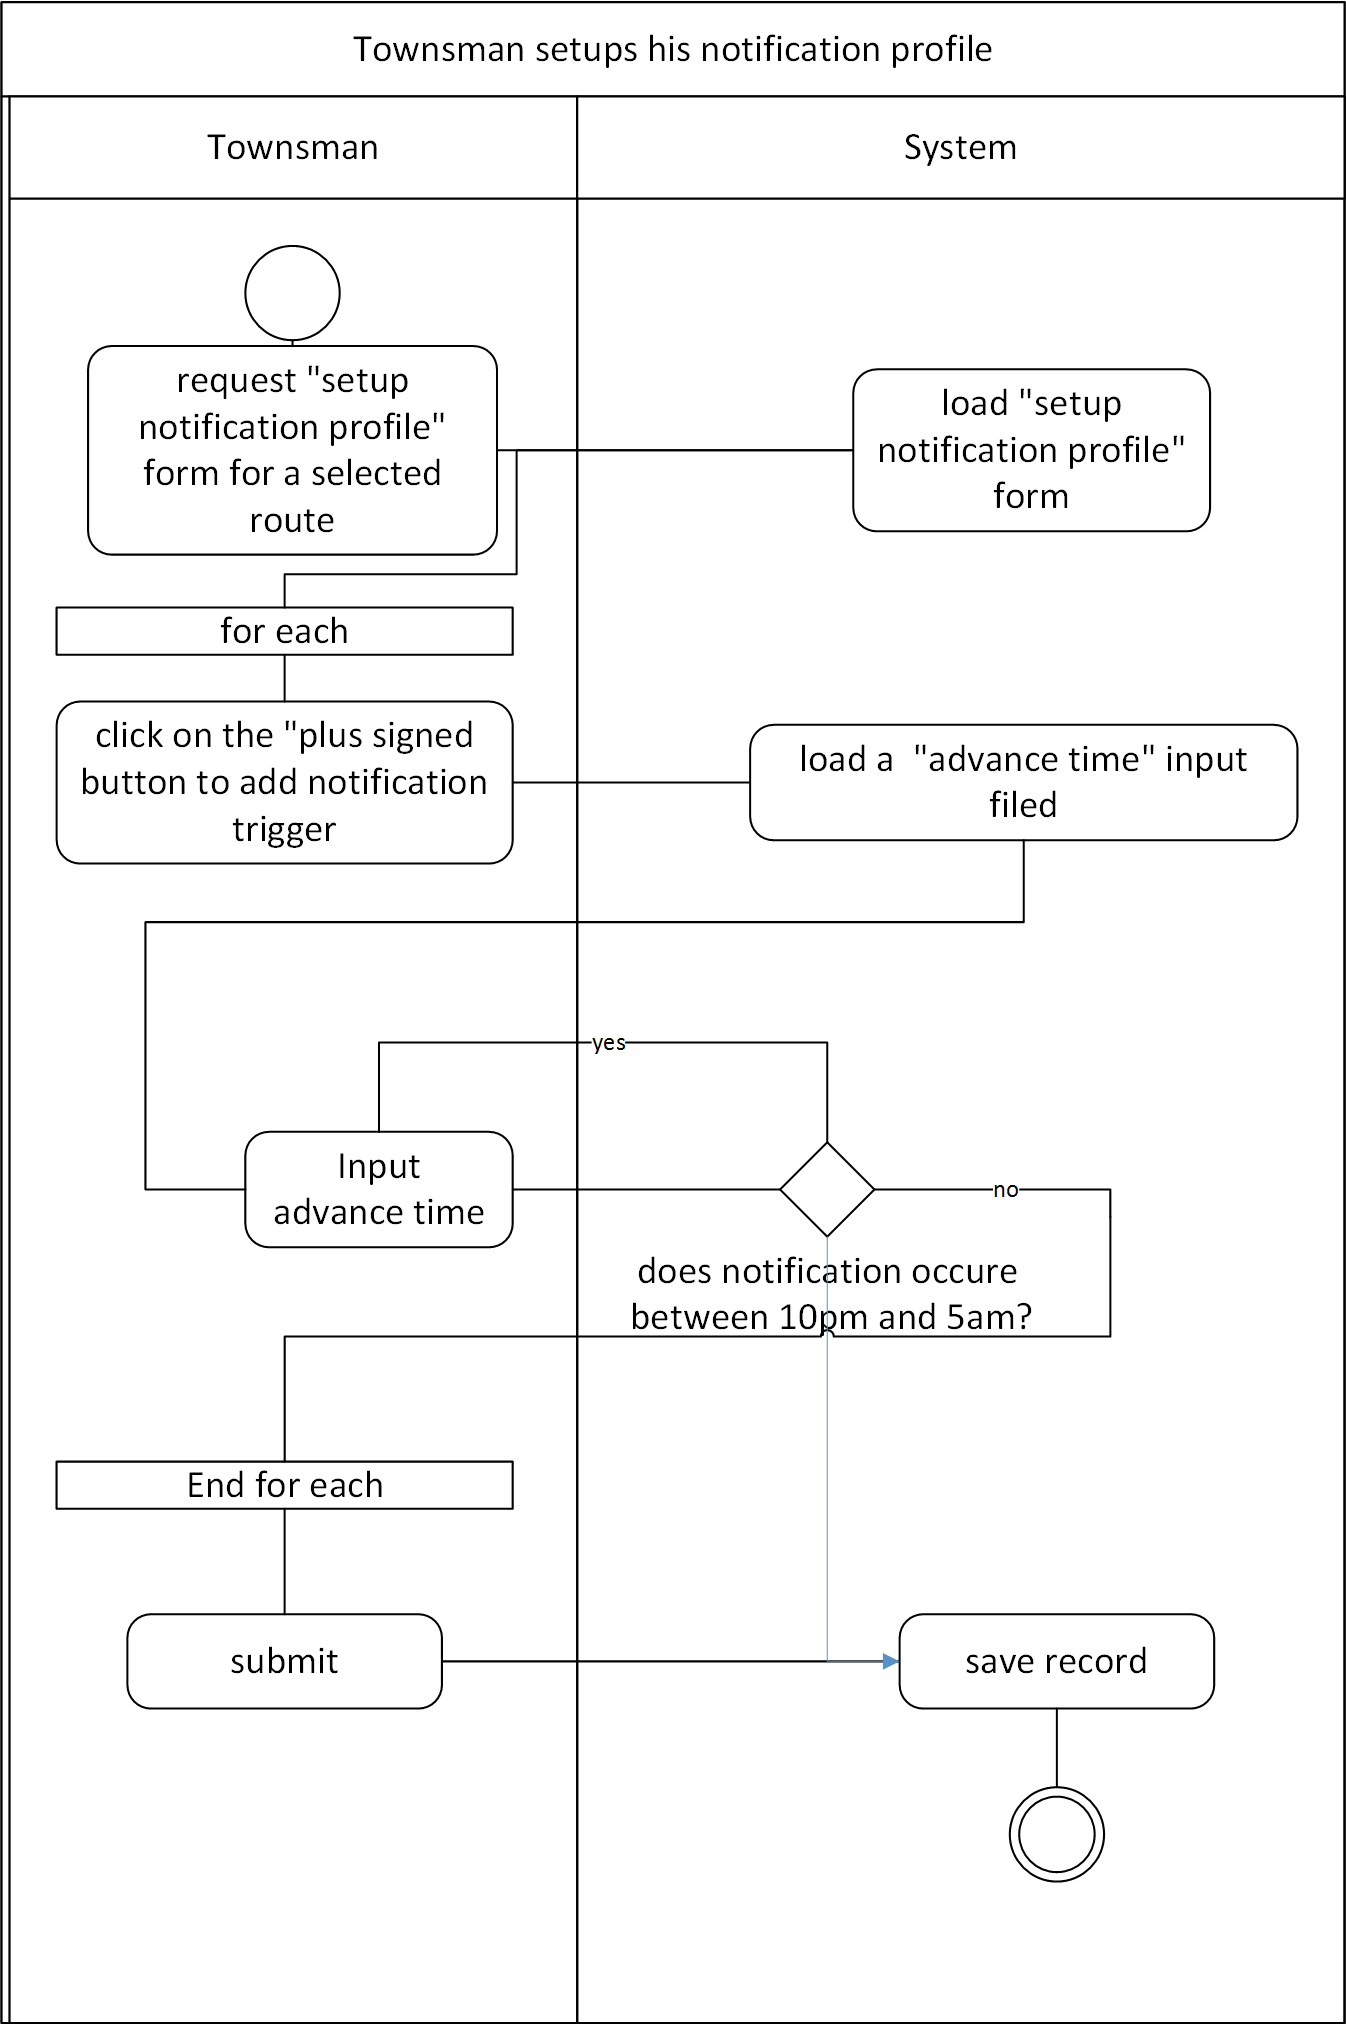 Townsman setups his notification profile
Townsman
System
request "setup
notification profile"
form for a selected
route
load "setup
notification profile"
form
for each
click on the "plus signed
button to add notification
trigger
load a  "advance time" input
filed
yes
Input
advance time
no
does notification occure
between 10pm and 5am?
End for each
submit
save record